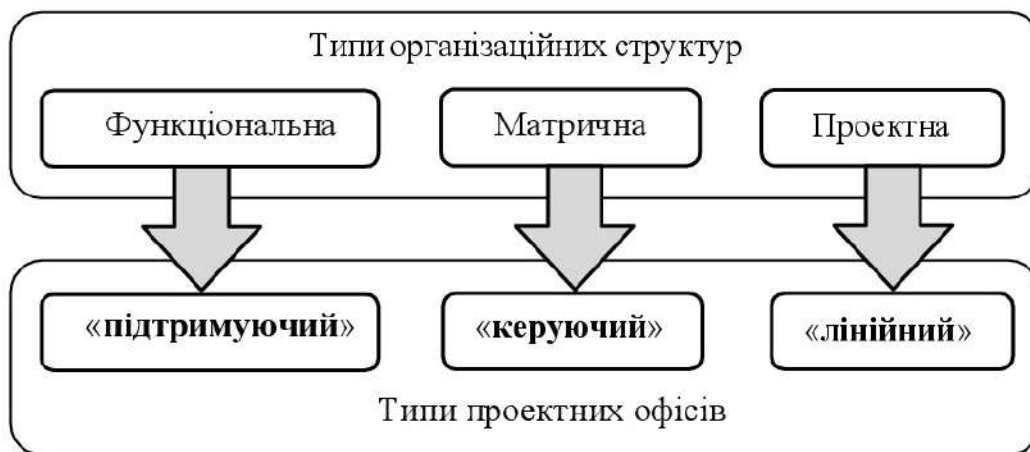 Типи організаційних структур
Функціональна Матрична Проектна
«підтримуючий» «керуючий» «лінійний»
Типи проектних офісів